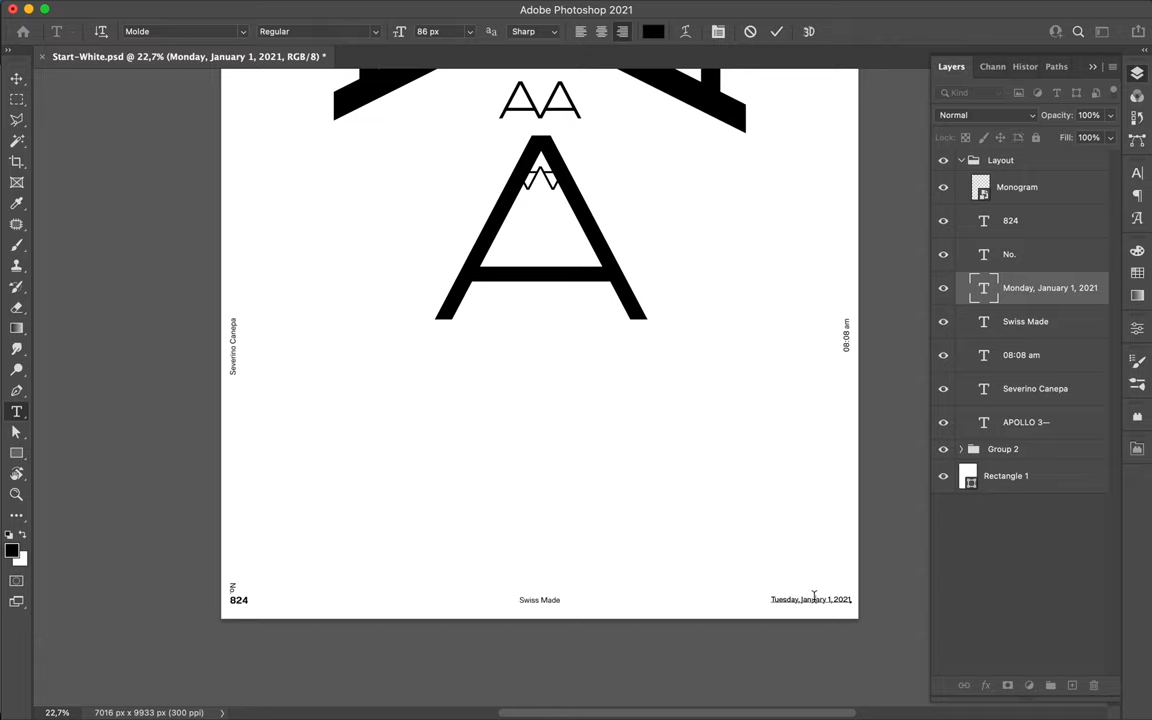 Adobe Photoshop 2021
Molde
Regular
86 px
Sharp
3D
Start-White.psd @ 22,7% (Monday, January 1, 2021, RGB/8) *
Layers
Chann
Histor
Paths
Kind
Normal
Opacity:
100%
Lock:
Fill:
100%
Layout
Monogram
824
No.
Monday, January 1, 2021
Swiss Made
08:08 am
Severino Canepa
APOLLO 3—
Group 2
Rectangle 1
AA
A
Severino Canepa
08:08 am
No.
824
Swiss Made
Tuesday, January 1, 2021
22,7%
7016 px x 9933 px (300 ppi)